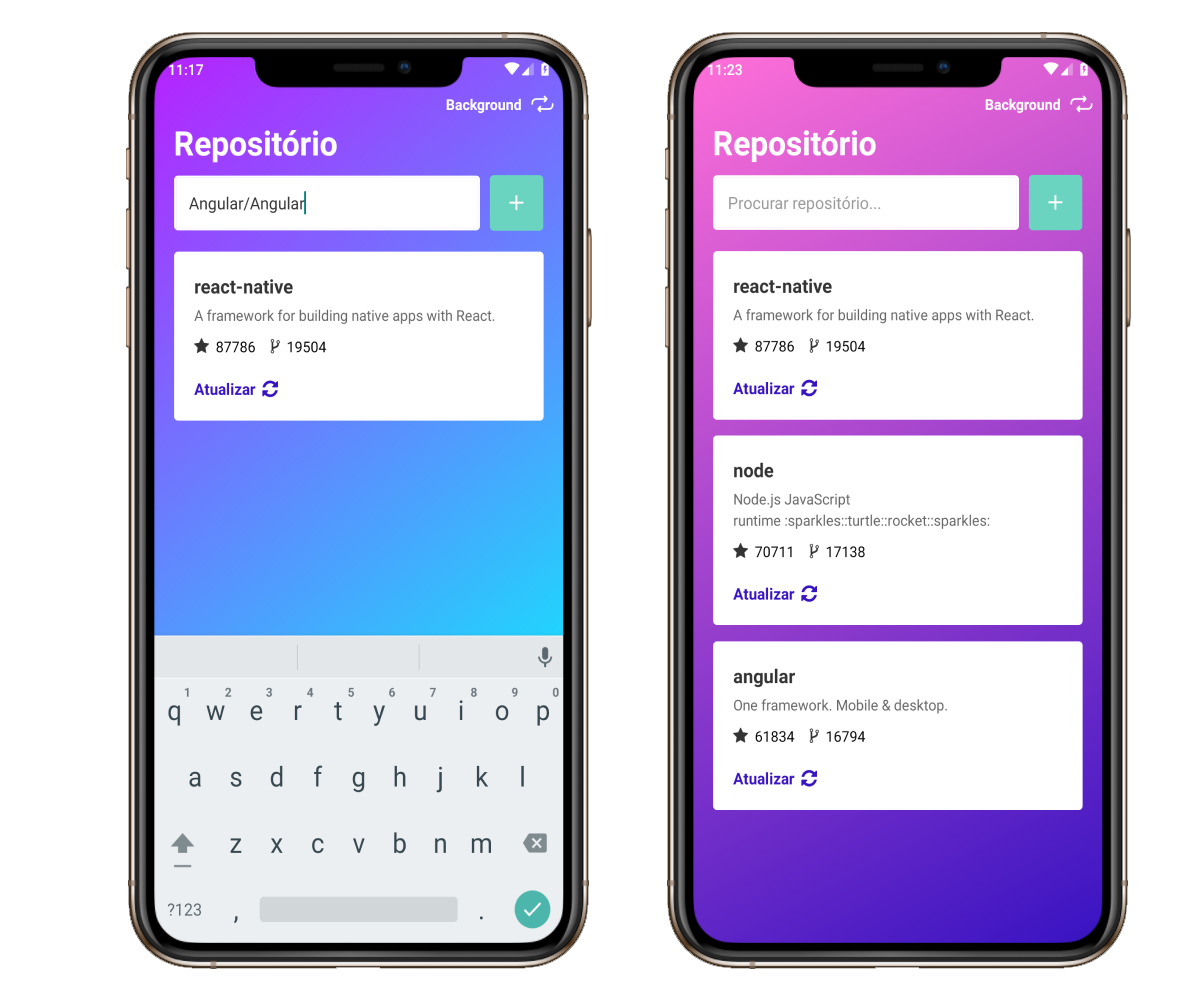 11:17
Background
Repositório
Angular/Angular
+
react-native
A framework for building native apps with React.
87786 19504
Atualizar
1 2 3 4 5 6 7 8 9 0
q w e r t y u i o p
a s d f g h j k l
z x c v b n m
?123 , .
11:23
Background
Repositório
Procurar repositório...
+
react-native
A framework for building native apps with React.
87786 19504
Atualizar
node
Node.js JavaScript
runtime :sparkles::turtle::rocket::sparkles:
70711 17138
Atualizar
angular
One framework. Mobile & desktop.
61834 16794
Atualizar